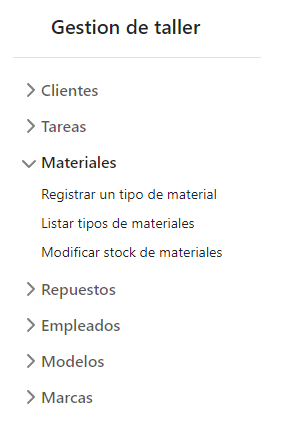 Gestion de taller
Clientes
Tareas
Materiales
Registrar un tipo de material
Listar tipos de materiales
Modificar stock de materiales
Repuestos
Empleados
Modelos
Marcas